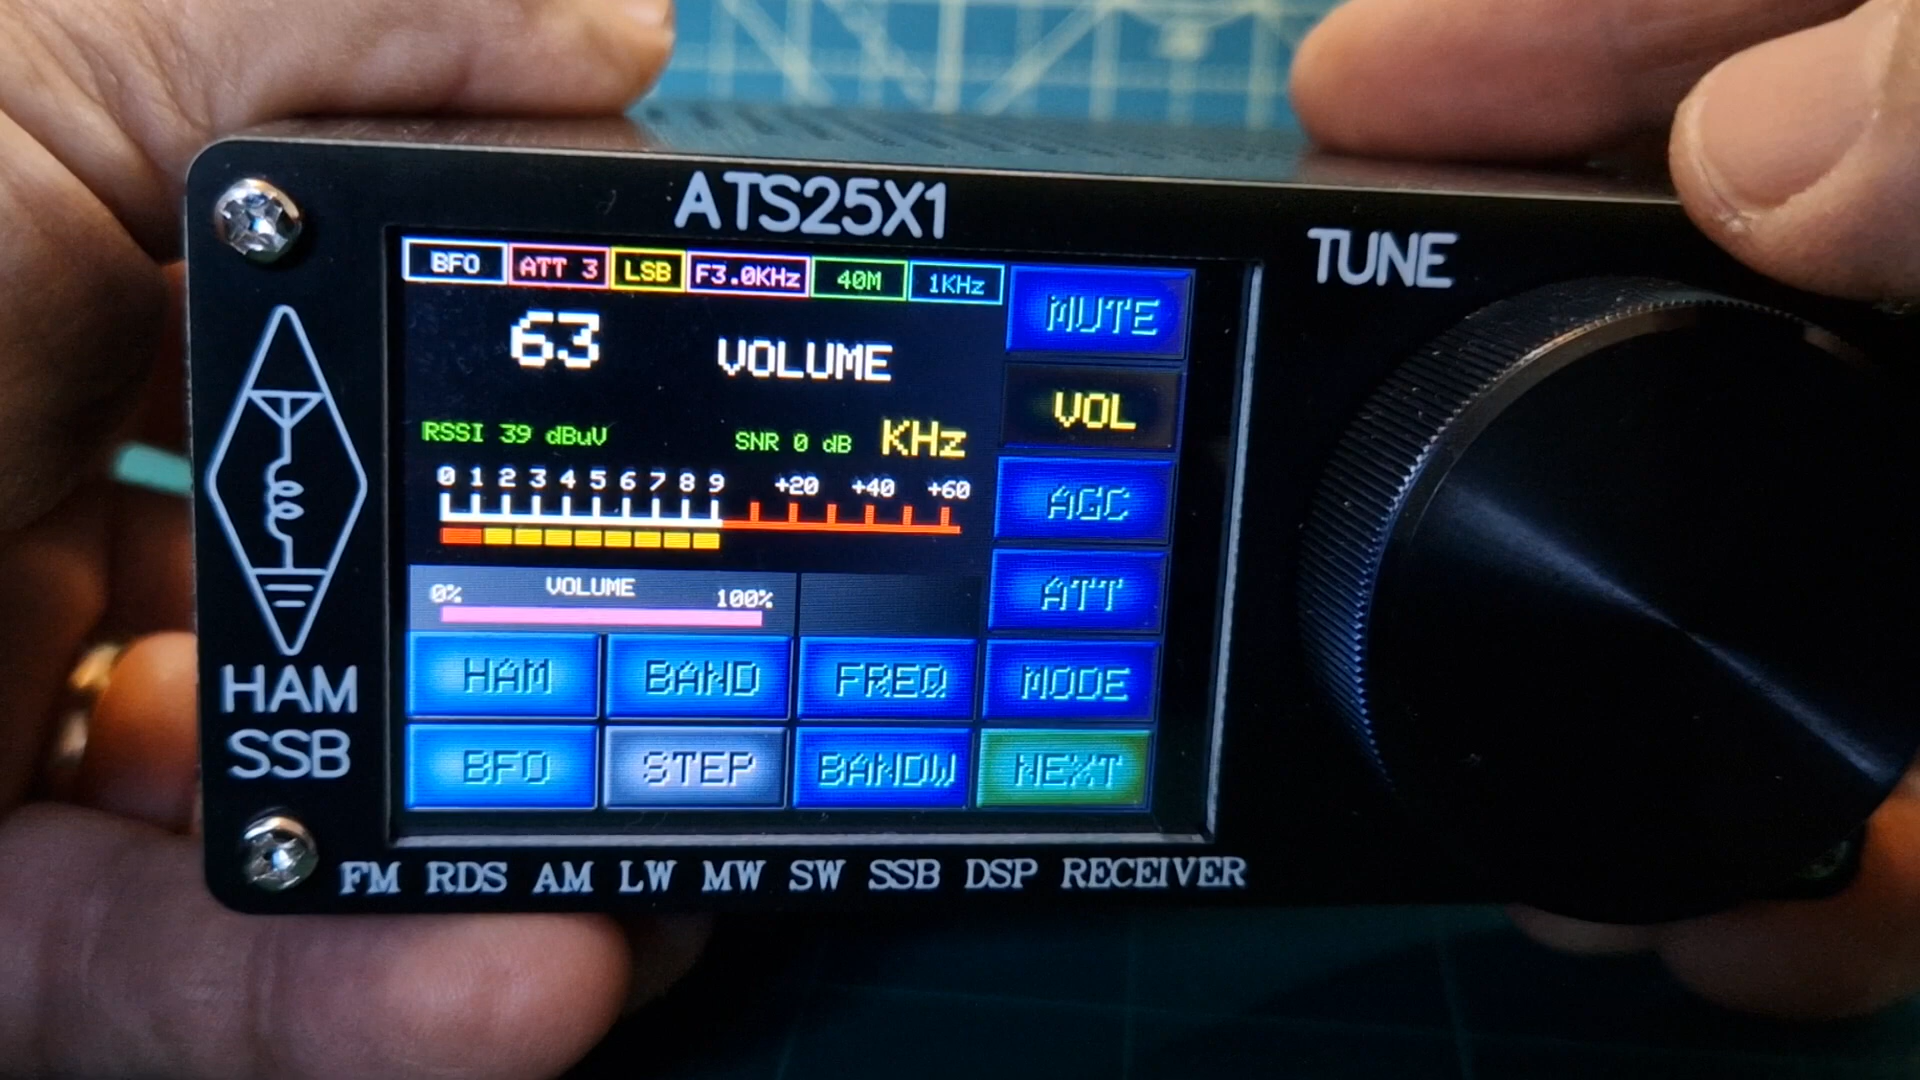 ATS25X1
TUNE
BFO ATT 3 LSB F3.0KHz 40M 1KHz
MUTE
63 VOLUME
VOL
RSSI 39 dBuV SNR 0 dB KHz
0 1 2 3 4 5 6 7 8 9 +20 +40 +60
AGC
0% VOLUME 100%
ATT
HAM BAND FREQ MODE
BFO STEP BANDW NEXT
HAM
SSB
FM RDS AM LW MW SW SSB DSP RECEIVER